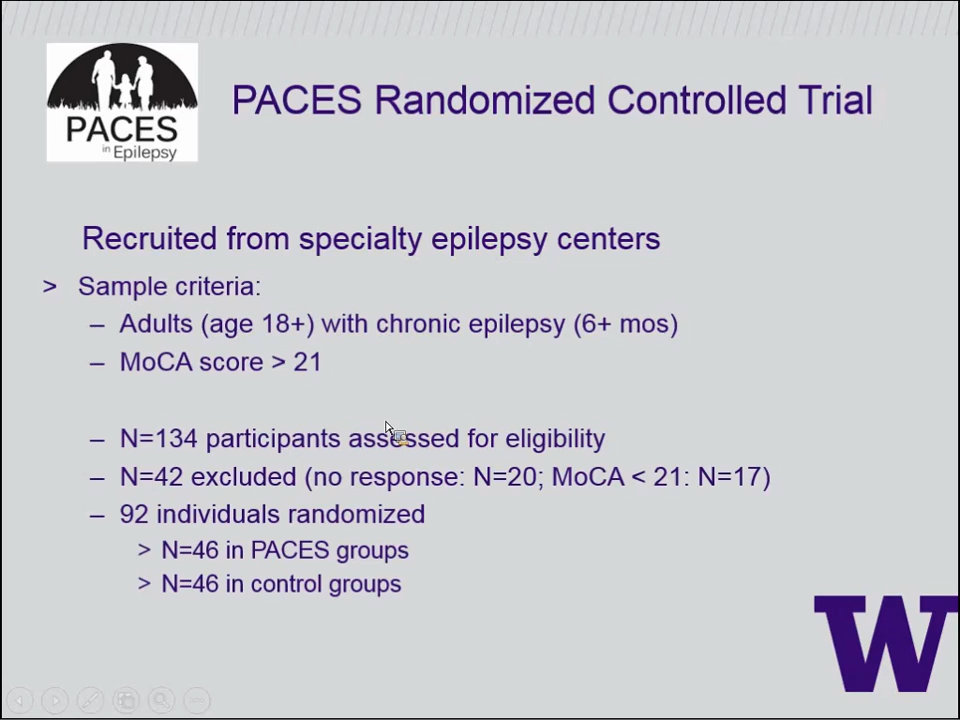 PACES
in Epilepsy
PACES Randomized Controlled Trial
Recruited from specialty epilepsy centers
> Sample criteria:
– Adults (age 18+) with chronic epilepsy (6+ mos)
– MoCA score > 21
– N=134 participants assessed for eligibility
– N=42 excluded (no response: N=20; MoCA < 21: N=17)
– 92 individuals randomized
> N=46 in PACES groups
> N=46 in control groups
W